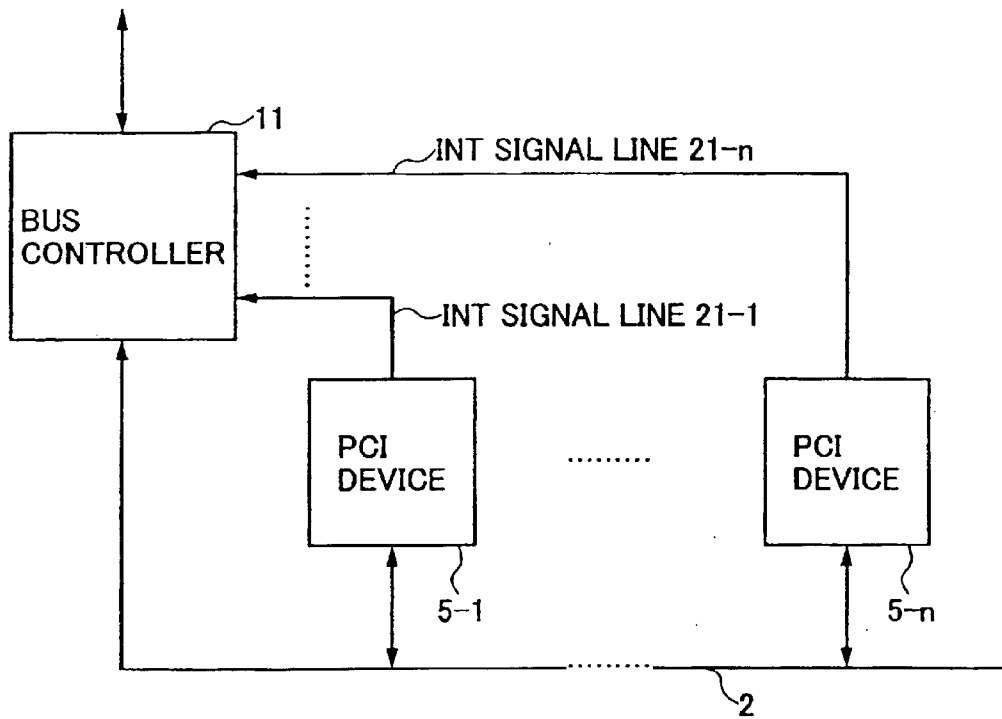 11
INT SIGNAL LINE 21-n
BUS
CONTROLLER
INT SIGNAL LINE 21-1
PCI
DEVICE
PCI
DEVICE
5-1
5-n
2